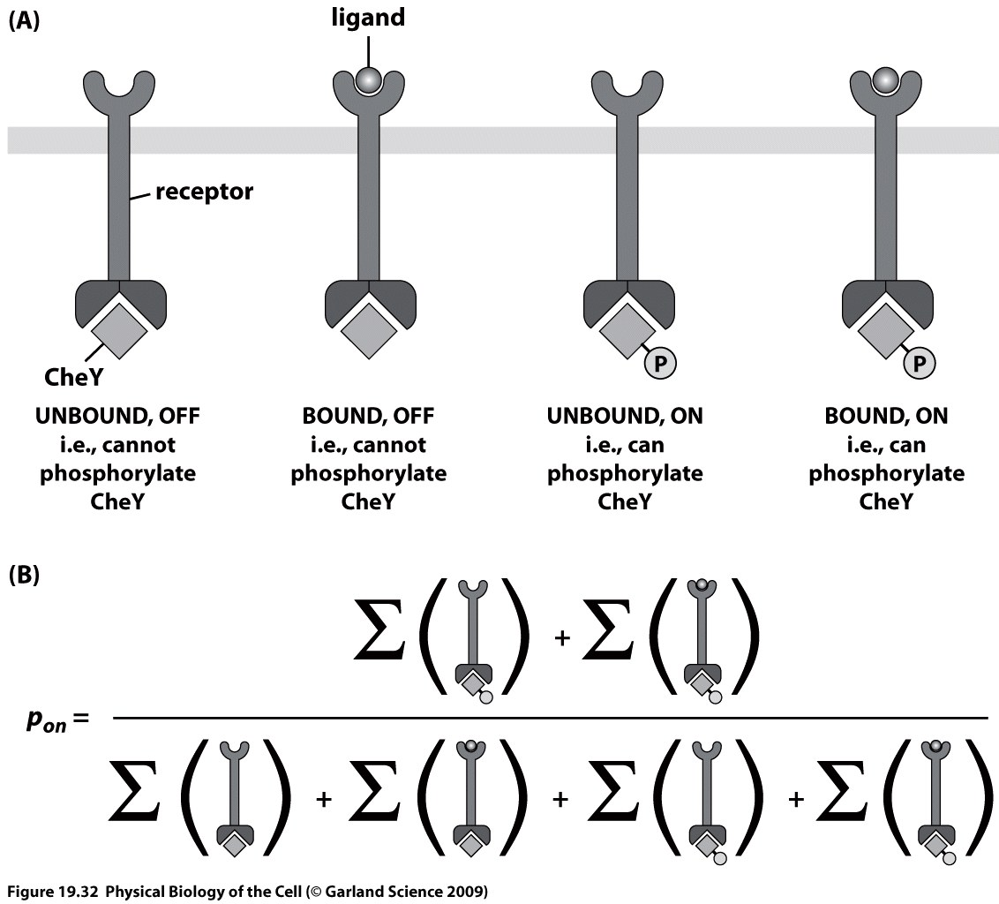 (A)
ligand
receptor
CheY
P
P
UNBOUND, OFF
i.e., cannot
phosphorylate
CheY
BOUND, OFF
i.e., cannot
phosphorylate
CheY
UNBOUND, ON
i.e., can
phosphorylate
CheY
BOUND, ON
i.e., can
phosphorylate
CheY
(B)
Σ ( ) + Σ ( )
pon =
Σ ( ) + Σ ( ) + Σ ( ) + Σ ( )
Figure 19.32 Physical Biology of the Cell (© Garland Science 2009)